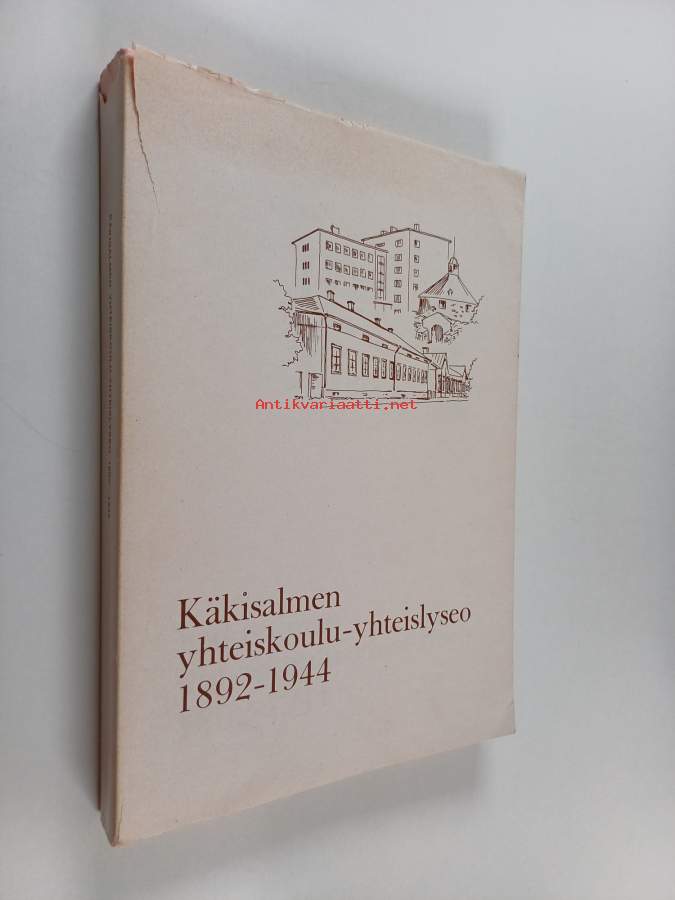 Antikvariaatti.net
Käkisalmen
yhteiskoulu-yhteislyseo
1892-1944